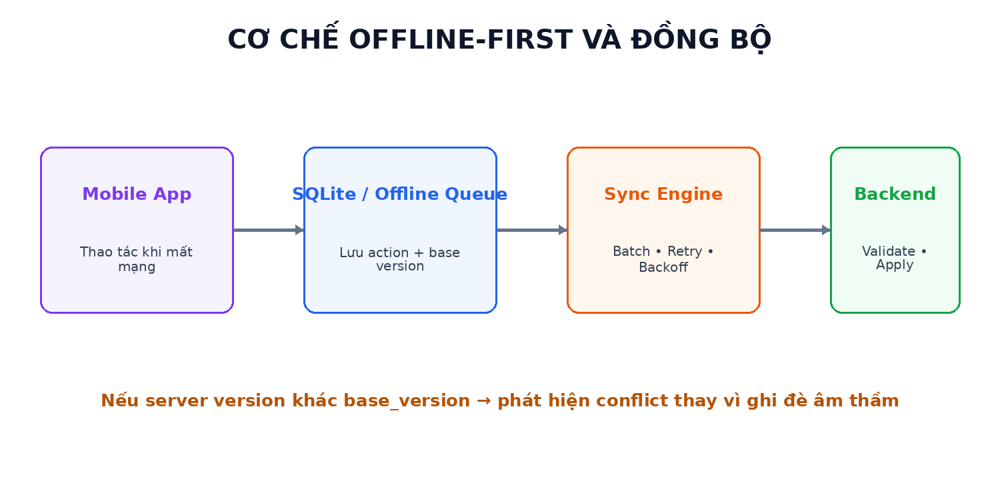 CƠ CHẾ OFFLINE-FIRST VÀ ĐỒNG BỘ
Mobile App
Thao tác khi mất
mạng
SQLite / Offline Queue
Lưu action + base
version
Sync Engine
Batch • Retry •
Backoff
Backend
Validate •
Apply
Nếu server version khác base_version → phát hiện conflict thay vì ghi đè âm thầm